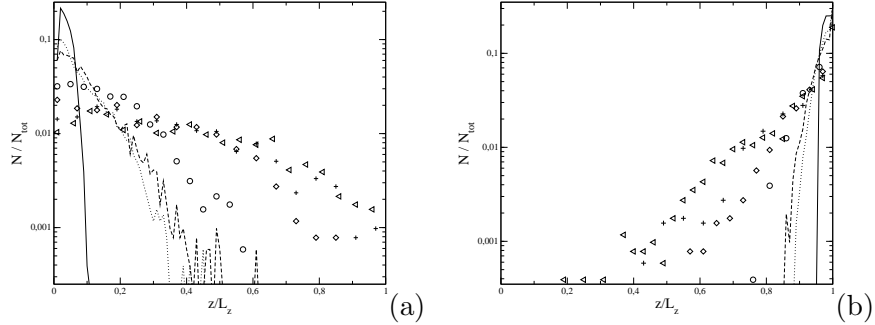 0,1
0,01
0,001
N / N_tot
0 0,2 0,4 0,6 0,8 1
z/L_z
(a)
0,1
0,01
0,001
N / N_tot
0 0,2 0,4 0,6 0,8 1
z/L_z
(b)